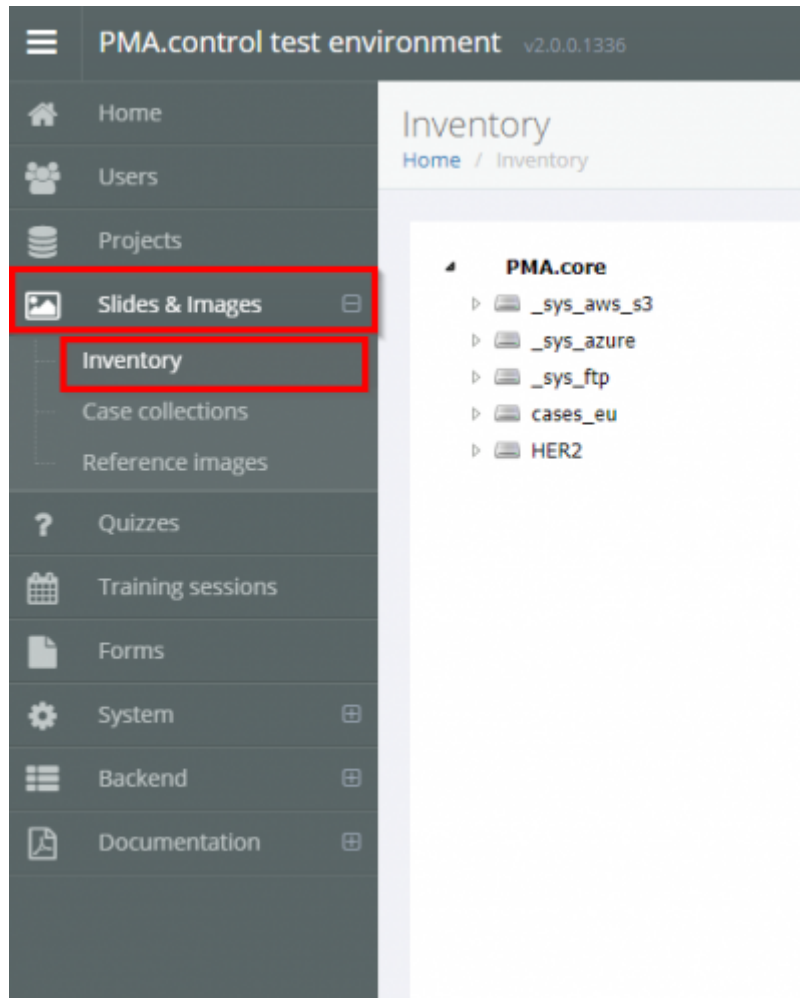 PMA.control test environment v2.0.0.1336
Home
Users
Projects
Slides & Images
Inventory
Case collections
Reference images
Quizzes
Training sessions
Forms
System
Backend
Documentation
Inventory
Home / Inventory
PMA.core
_sys_aws_s3
_sys_azure
_sys_ftp
cases_eu
HER2